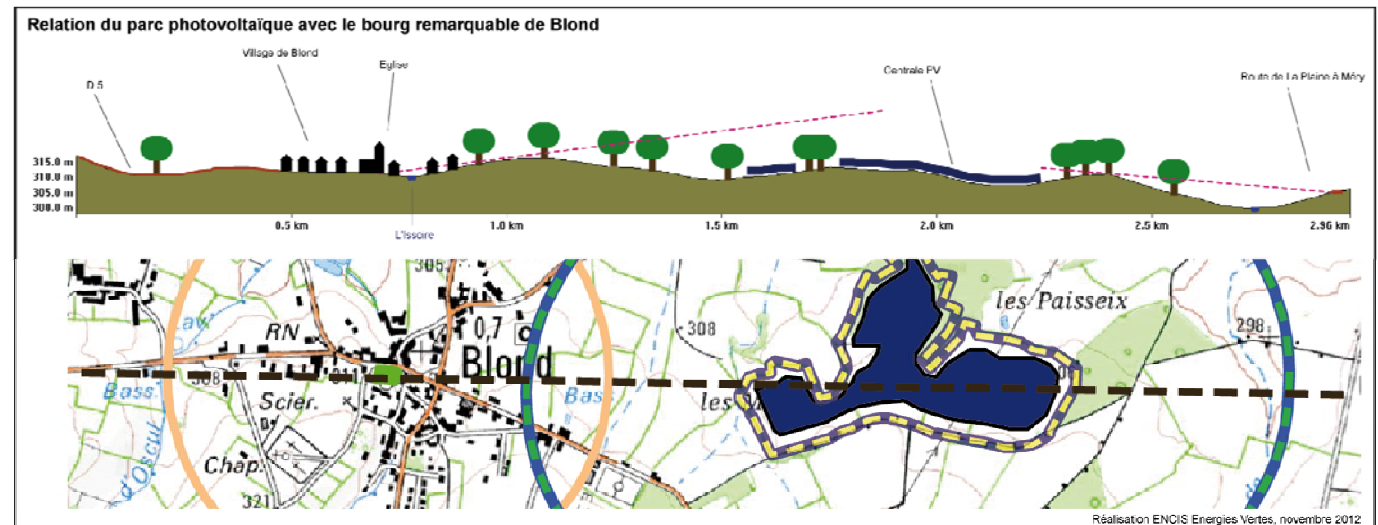 Relation du parc photovoltaïque avec le bourg remarquable de Blond
Village de Blond
Eglise
Centrale PV
Route de La Plaine à Méry
D 5
315.0 m
310.0 m
305.0 m
300.0 m
0.5 km
1.0 km
1.5 km
2.0 km
2.5 km
2.96 km
L'Issoire
305
les Paisseix
RN
0,7
308
298
Blond
308
Bass.
Bass
les
Scier.
Chap.
d'Oscur
321
Réalisation ENCIS Energies Vertes, novembre 2012